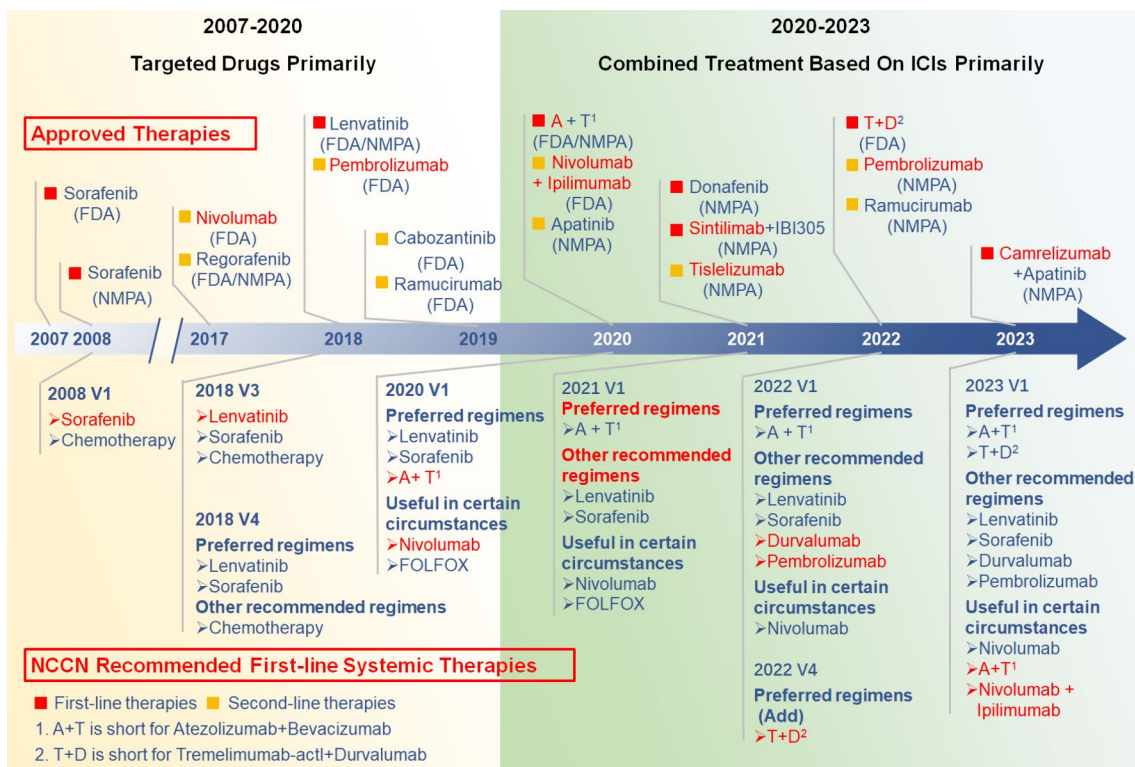 2007-2020
Targeted Drugs Primarily
2020-2023
Combined Treatment Based On ICIs Primarily
Approved Therapies
Sorafenib
(FDA)
Sorafenib
(NMPA)
Nivolumab
(FDA)
Regorafenib
(FDA/NMPA)
Lenvatinib
(FDA/NMPA)
Pembrolizumab
(FDA)
Cabozantinib
(FDA)
Ramucirumab
(FDA)
A + T¹
(FDA/NMPA)
Nivolumab
+ Ipilimumab
(FDA)
Apatinib
(NMPA)
Donafenib
(NMPA)
Sintilimab+IBI305
(NMPA)
Tislelizumab
(NMPA)
T+D²
(FDA)
Pembrolizumab
(NMPA)
Ramucirumab
(NMPA)
Camrelizumab
+Apatinib
(NMPA)
2007 2008 2017 2018 2019 2020 2021 2022 2023
2008 V1
➢Sorafenib
➢Chemotherapy
2018 V3
➢Lenvatinib
➢Sorafenib
➢Chemotherapy
2018 V4
Preferred regimens
➢Lenvatinib
➢Sorafenib
Other recommended regimens
➢Chemotherapy
2020 V1
Preferred regimens
➢Lenvatinib
➢Sorafenib
➢A+ T¹
Useful in certain
circumstances
➢Nivolumab
➢FOLFOX
2021 V1
Preferred regimens
➢A + T¹
Other recommended
regimens
➢Lenvatinib
➢Sorafenib
Useful in certain
circumstances
➢Nivolumab
➢FOLFOX
2022 V1
Preferred regimens
➢A + T¹
Other recommended
regimens
➢Lenvatinib
➢Sorafenib
➢Durvalumab
➢Pembrolizumab
Useful in certain
circumstances
➢Nivolumab
2022 V4
Preferred regimens
(Add)
➢T+D²
2023 V1
Preferred regimens
➢A+T¹
➢T+D²
Other recommended
regimens
➢Lenvatinib
➢Sorafenib
➢Durvalumab
➢Pembrolizumab
Useful in certain
circumstances
➢Nivolumab
➢A+T¹
➢Nivolumab +
Ipilimumab
NCCN Recommended First-line Systemic Therapies
First-line therapies Second-line therapies
1. A+T is short for Atezolizumab+Bevacizumab
2. T+D is short for Tremelimumab-actl+Durvalumab